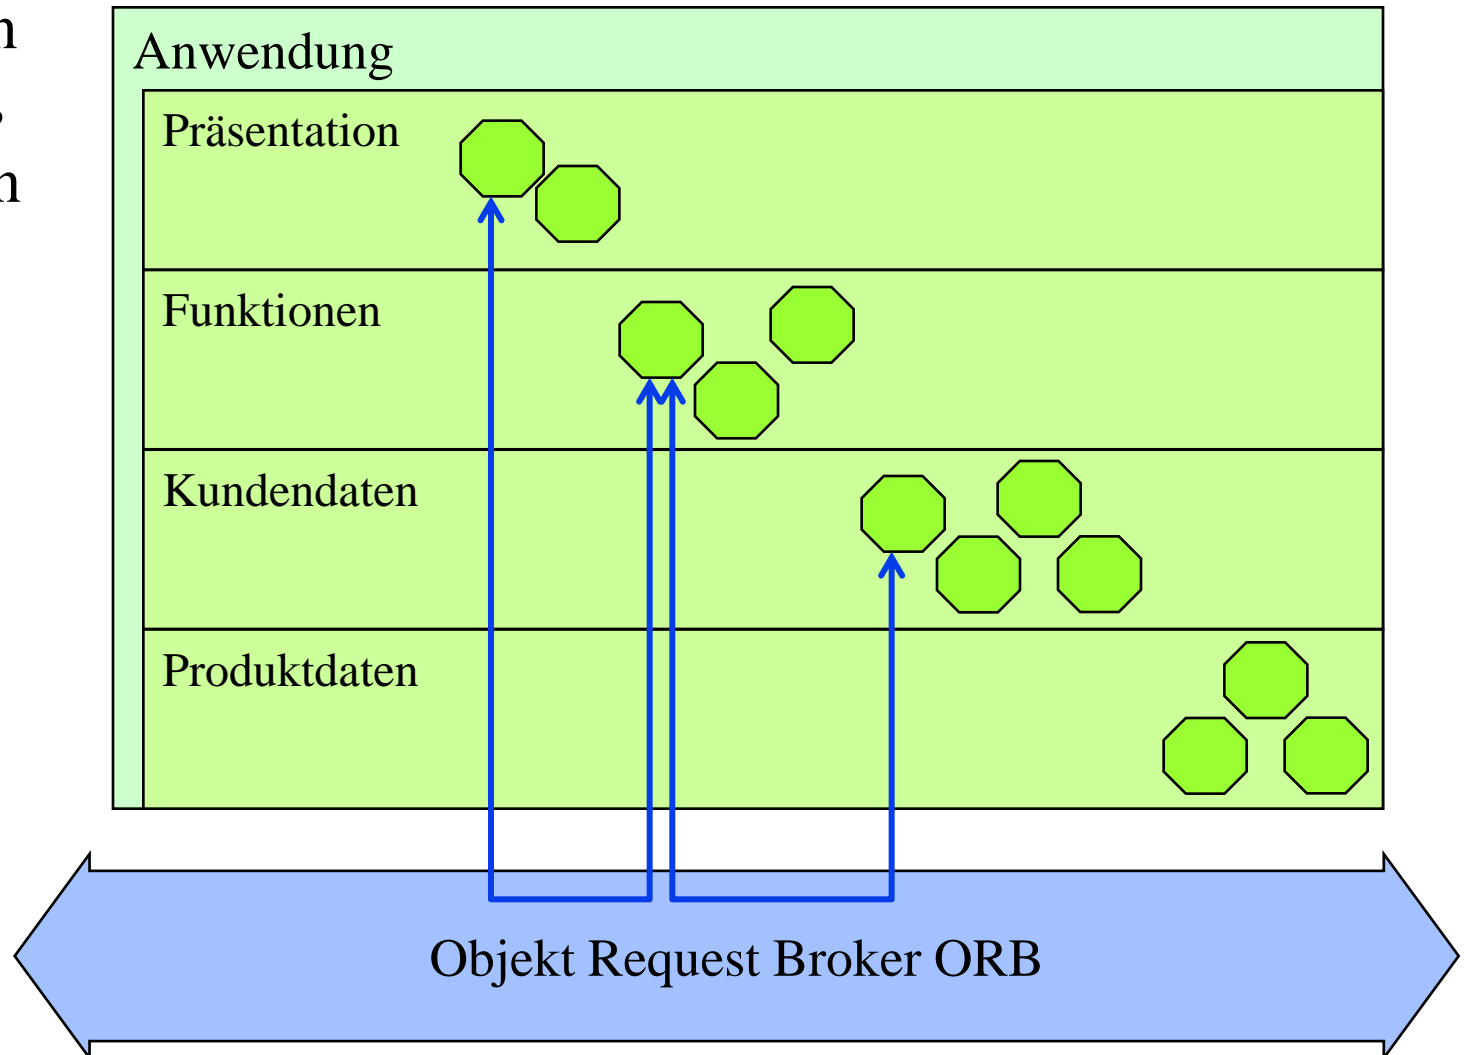 Anwendung
Präsentation
Funktionen
Kundendaten
Produktdaten
Objekt Request Broker ORB